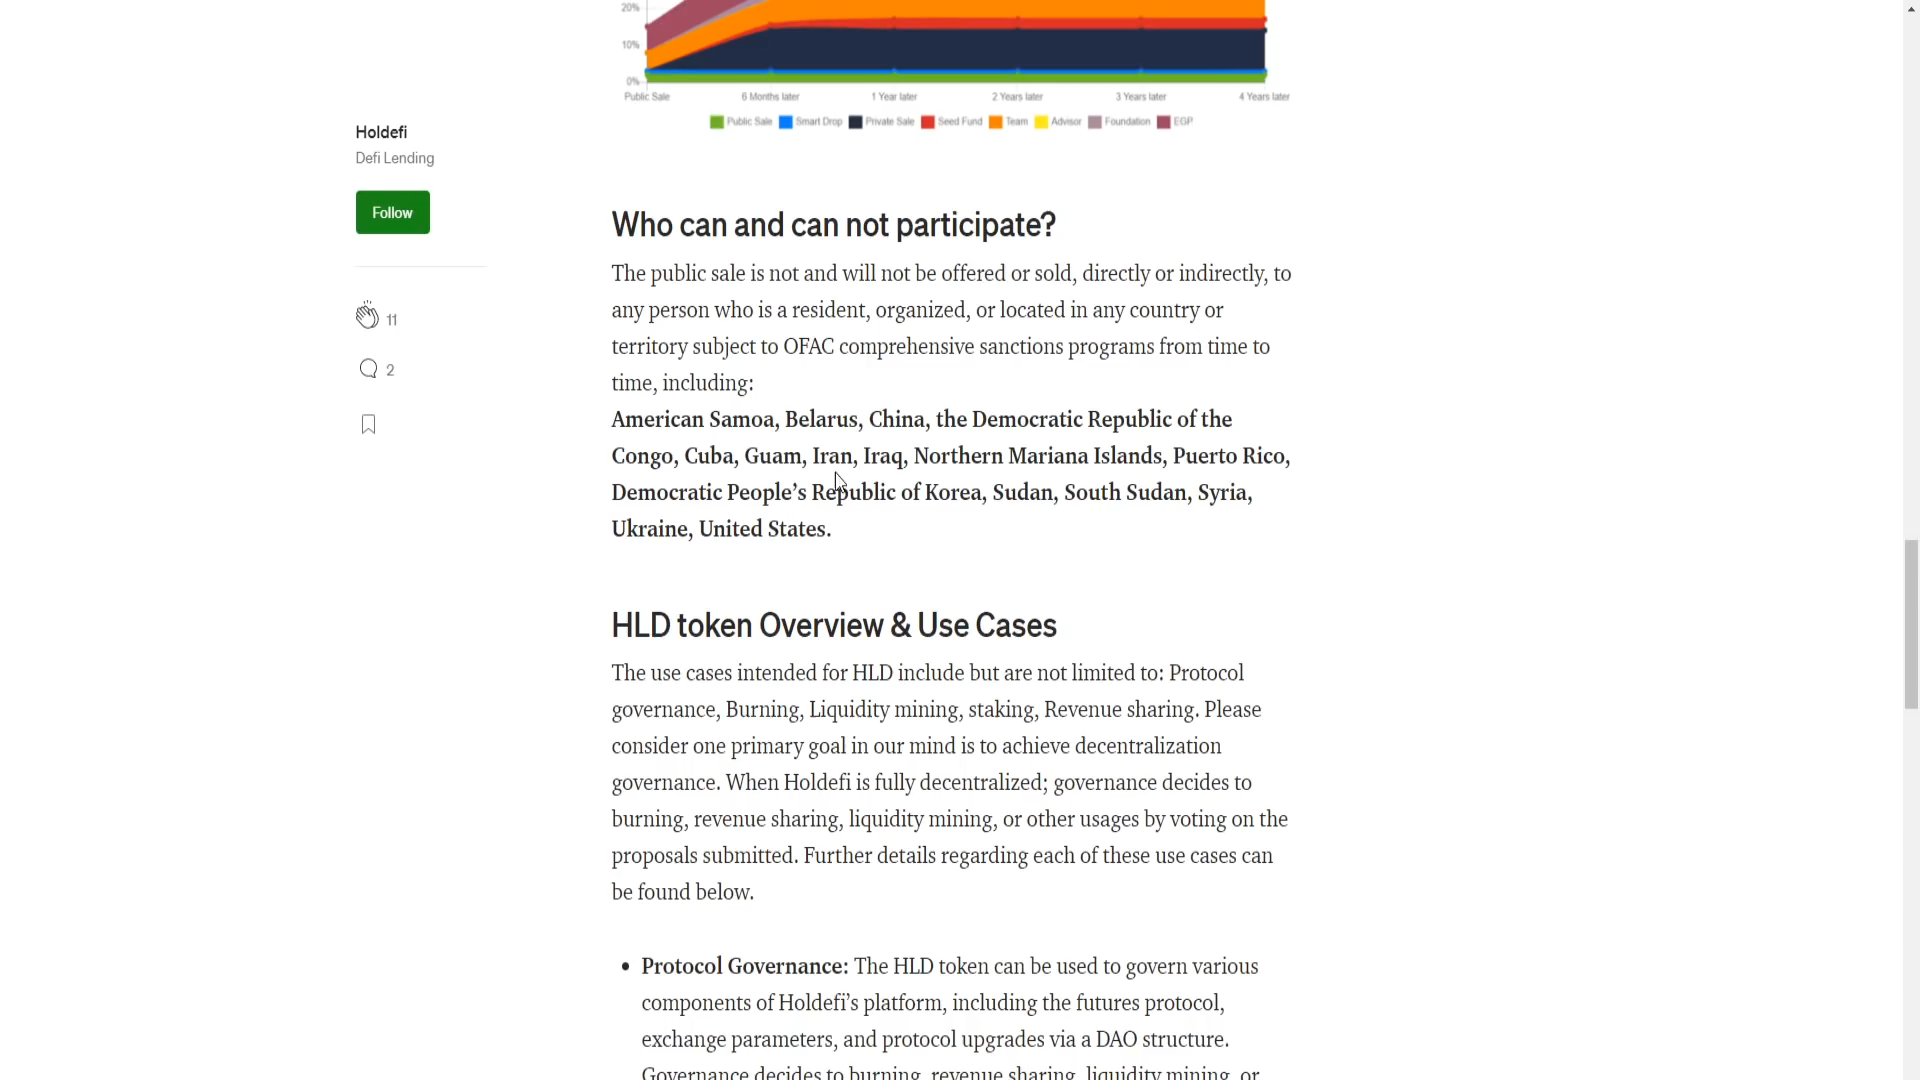 20%
10%
0%
Public Sale 6 Months later 1 Year later 2 Years later 3 Years later 4 Years later
Public Sale Smart Drop Private Sale Seed Fund Team Advisor Foundation EGP
Holdefi
Defi Lending
Follow
11
2
Who can and can not participate?
The public sale is not and will not be offered or sold, directly or indirectly, to
any person who is a resident, organized, or located in any country or
territory subject to OFAC comprehensive sanctions programs from time to
time, including:
American Samoa, Belarus, China, the Democratic Republic of the
Congo, Cuba, Guam, Iran, Iraq, Northern Mariana Islands, Puerto Rico,
Democratic People’s Republic of Korea, Sudan, South Sudan, Syria,
Ukraine, United States.
HLD token Overview & Use Cases
The use cases intended for HLD include but are not limited to: Protocol
governance, Burning, Liquidity mining, staking, Revenue sharing. Please
consider one primary goal in our mind is to achieve decentralization
governance. When Holdefi is fully decentralized; governance decides to
burning, revenue sharing, liquidity mining, or other usages by voting on the
proposals submitted. Further details regarding each of these use cases can
be found below.
• Protocol Governance: The HLD token can be used to govern various
components of Holdefi’s platform, including the futures protocol,
exchange parameters, and protocol upgrades via a DAO structure.
Governance decides to burning, revenue sharing, liquidity mining, or